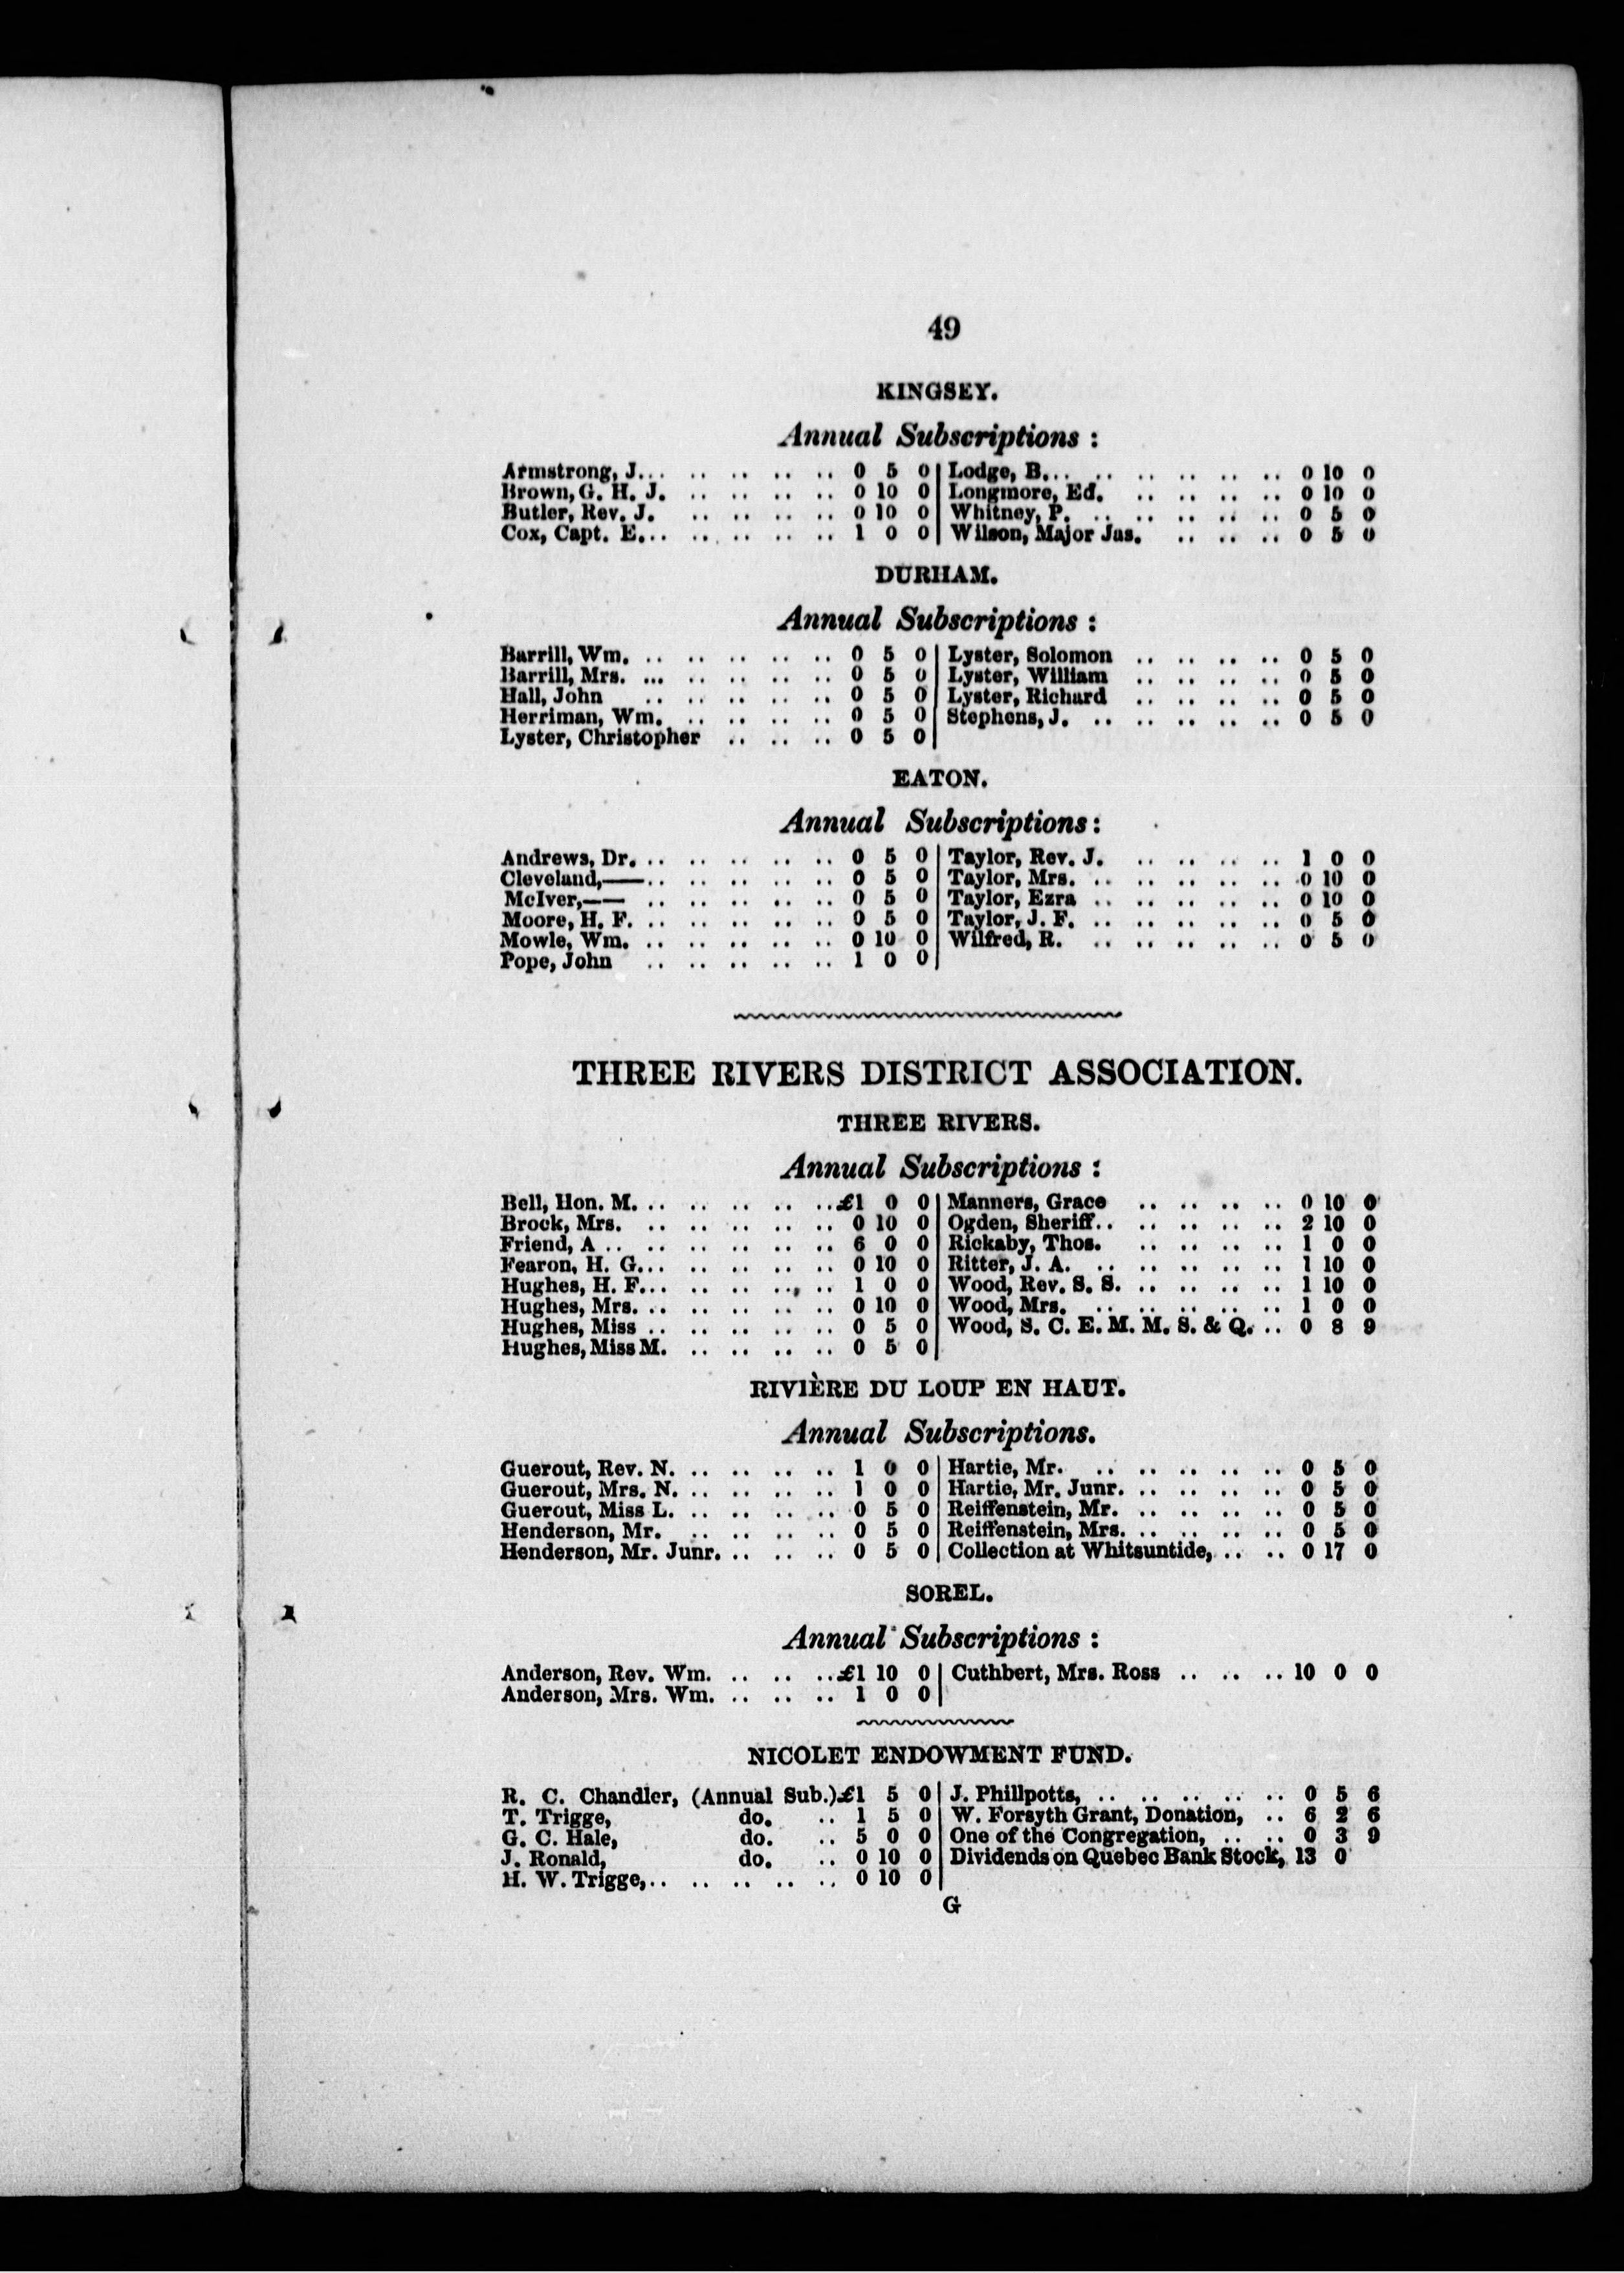 49
KINGSEY.
Annual Subscriptions :
Armstrong, J. .. .. .. .. .. 0 5 0
Brown, G. H. J. .. .. .. .. 0 10 0
Butler, Rev. J. .. .. .. .. 0 10 0
Cox, Capt. E. .. .. .. .. .. 1 0 0
Lodge, B. .. .. .. .. .. .. 0 10 0
Longmore, Ed. .. .. .. .. 0 10 0
Whitney, P. .. .. .. .. .. 0 5 0
Wilson, Major Jas. .. .. .. 0 5 0
DURHAM.
Annual Subscriptions :
Barrill, Wm. .. .. .. .. .. 0 5 0
Barrill, Mrs. ... .. .. .. .. 0 5 0
Hall, John .. .. .. .. .. 0 5 0
Herriman, Wm. .. .. .. .. 0 5 0
Lyster, Christopher .. .. .. 0 5 0
Lyster, Solomon .. .. .. .. 0 5 0
Lyster, William .. .. .. .. 0 5 0
Lyster, Richard .. .. .. .. 0 5 0
Stephens, J. .. .. .. .. .. 0 5 0
EATON.
Annual Subscriptions :
Andrews, Dr. .. .. .. .. .. 0 5 0
Cleveland,—— .. .. .. .. .. 0 5 0
McIver,—— .. .. .. .. .. 0 5 0
Moore, H. F. .. .. .. .. .. 0 5 0
Mowle, Wm. .. .. .. .. .. 0 10 0
Pope, John .. .. .. .. .. 1 0 0
Taylor, Rev. J. .. .. .. .. 1 0 0
Taylor, Mrs. .. .. .. .. .. 0 10 0
Taylor, Ezra .. .. .. .. .. 0 10 0
Taylor, J. F. .. .. .. .. .. 0 5 0
Wilfred, R. .. .. .. .. .. 0 5 0
THREE RIVERS DISTRICT ASSOCIATION.
THREE RIVERS.
Annual Subscriptions :
Bell, Hon. M. .. .. .. .. .. £1 0 0
Brock, Mrs. .. .. .. .. .. 0 10 0
Friend, A .. .. .. .. .. .. 6 0 0
Fearon, H. G. .. .. .. .. .. 0 10 0
Hughes, H. F. .. .. .. .. .. 1 0 0
Hughes, Mrs. .. .. .. .. .. 0 10 0
Hughes, Miss .. .. .. .. .. 0 5 0
Hughes, Miss M. .. .. .. .. 0 5 0
Manners, Grace .. .. .. .. 0 10 0
Ogden, Sheriff .. .. .. .. .. 2 10 0
Rickaby, Thos. .. .. .. .. 1 0 0
Ritter, J. A. .. .. .. .. .. 1 10 0
Wood, Rev. S. S. .. .. .. .. 1 10 0
Wood, Mrs. .. .. .. .. .. 1 0 0
Wood, S. C. E. M. M. S. & Q. .. 0 8 9
RIVIÈRE DU LOUP EN HAUT.
Annual Subscriptions.
Guerout, Rev. N. .. .. .. .. 1 0 0
Guerout, Mrs. N. .. .. .. .. 1 0 0
Guerout, Miss L. .. .. .. .. 0 5 0
Henderson, Mr. .. .. .. .. 0 5 0
Henderson, Mr. Junr. .. .. .. 0 5 0
Hartie, Mr. .. .. .. .. .. 0 5 0
Hartie, Mr. Junr. .. .. .. .. 0 5 0
Reiffenstein, Mr. .. .. .. .. 0 5 0
Reiffenstein, Mrs. .. .. .. .. 0 5 0
Collection at Whitsuntide, .. .. 0 17 0
SOREL.
Annual Subscriptions :
Anderson, Rev. Wm. .. .. .. £1 10 0
Anderson, Mrs. Wm. .. .. .. 1 0 0
Cuthbert, Mrs. Ross .. .. .. 10 0 0
NICOLET ENDOWMENT FUND.
R. C. Chandler, (Annual Sub.) £1 5 0
T. Trigge, do. .. 1 5 0
G. C. Hale, do. .. 5 0 0
J. Ronald, do. .. 0 10 0
H. W. Trigge, .. .. .. .. .. 0 10 0
J. Phillpotts, .. .. .. .. .. 0 5 6
W. Forsyth Grant, Donation, .. 6 2 6
One of the Congregation, .. .. 0 3 9
Dividends on Quebec Bank Stock, 13 0
G